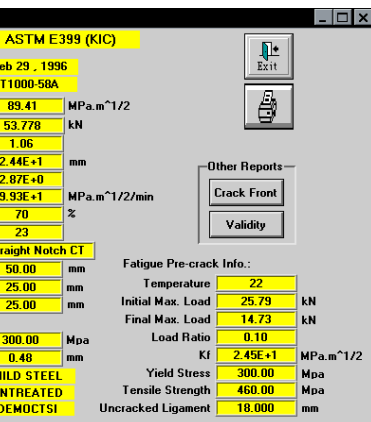 ASTM E399 (KIC)
Exit
eb 29 , 1996
T1000-58A
89.41 MPa.m^1/2
53.778 kN
1.06
2.44E+1 mm
2.87E+0
9.93E+1 MPa.m^1/2/min
70 %
23
raight Notch CT
50.00 mm
25.00 mm
25.00 mm
300.00 Mpa
0.48 mm
ILD STEEL
NTREATED
DEMOCTSI
Other Reports
Crack Front
Validity
Fatigue Pre-crack Info.:
Temperature 22
Initial Max. Load 25.79 kN
Final Max. Load 14.73 kN
Load Ratio 0.10
Kf 2.45E+1 MPa.m^1/2
Yield Stress 300.00 Mpa
Tensile Strength 460.00 Mpa
Uncracked Ligament 18.000 mm